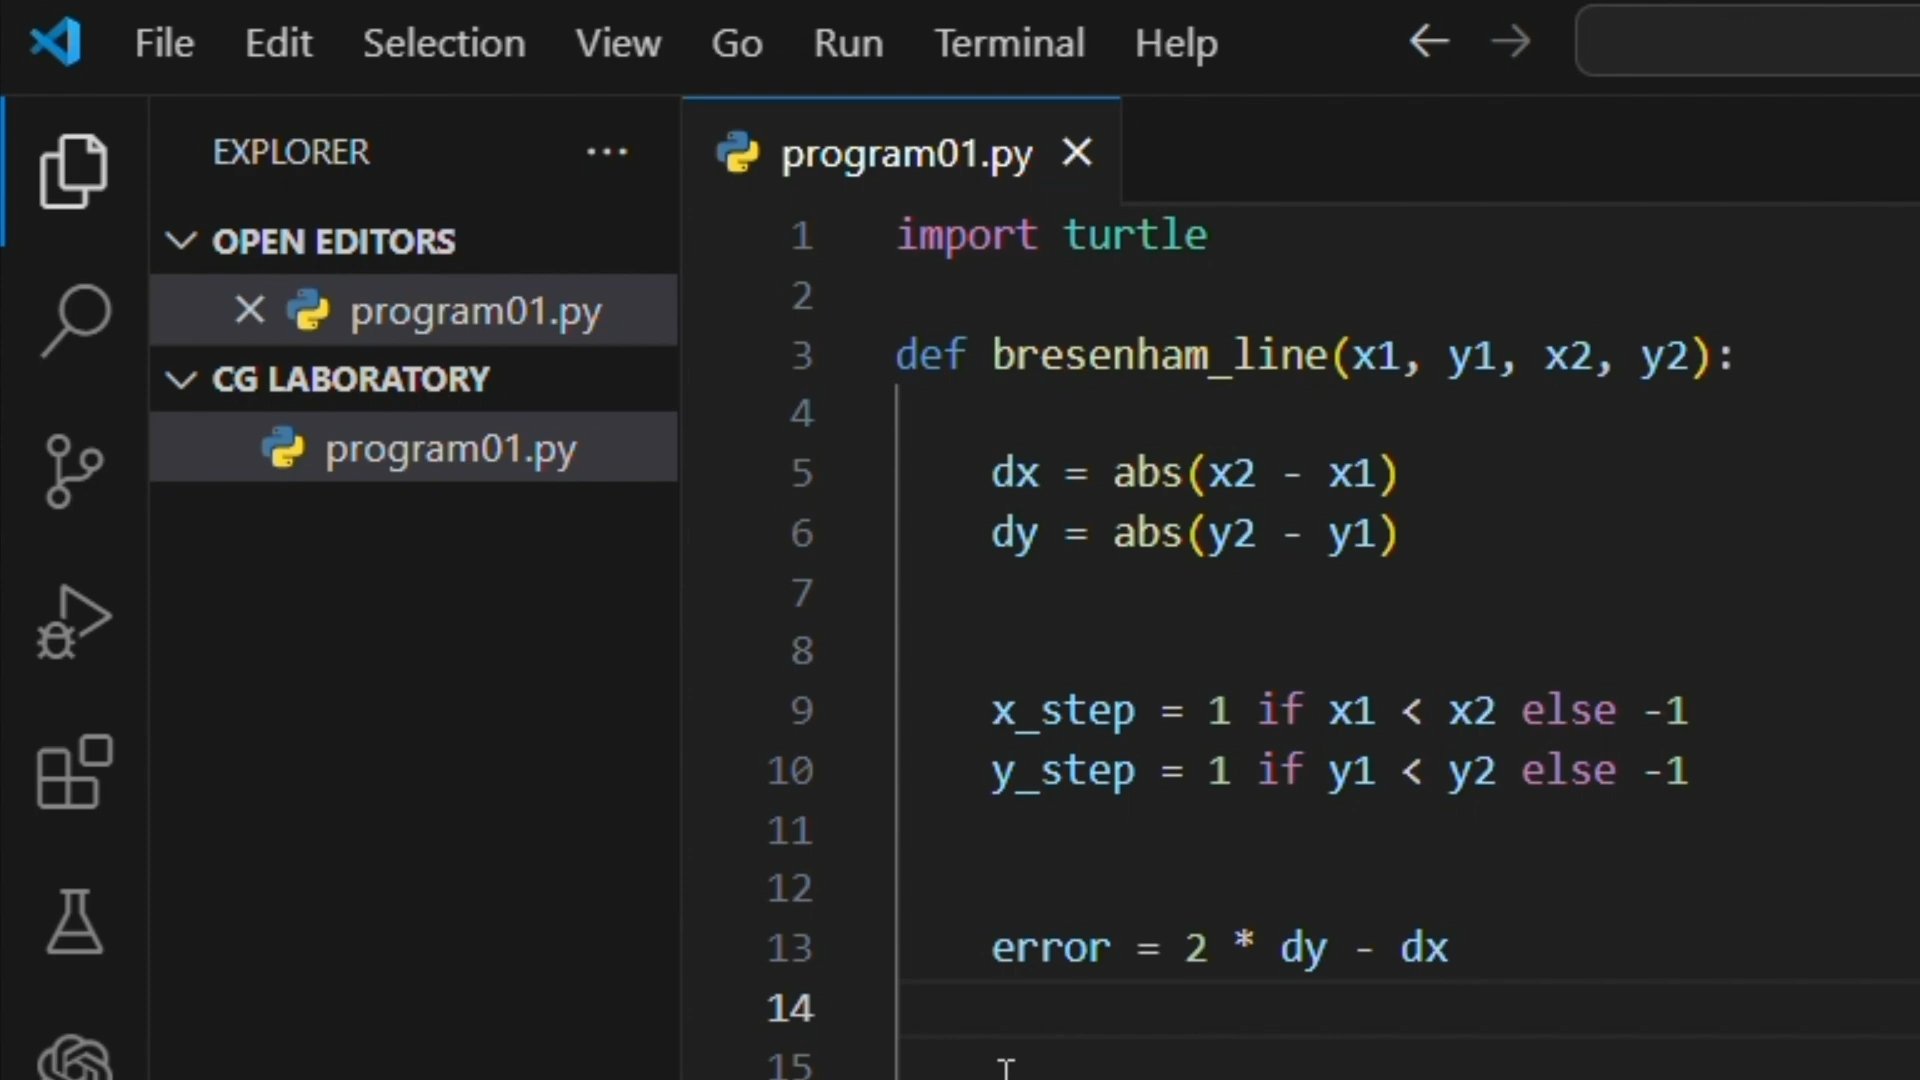 File Edit Selection View Go Run Terminal Help
EXPLORER ...
OPEN EDITORS
program01.py
CG LABORATORY
program01.py
program01.py
1 import turtle
2
3 def bresenham_line(x1, y1, x2, y2):
4
5 dx = abs(x2 - x1)
6 dy = abs(y2 - y1)
7
8
9 x_step = 1 if x1 < x2 else -1
10 y_step = 1 if y1 < y2 else -1
11
12
13 error = 2 * dy - dx
14
15